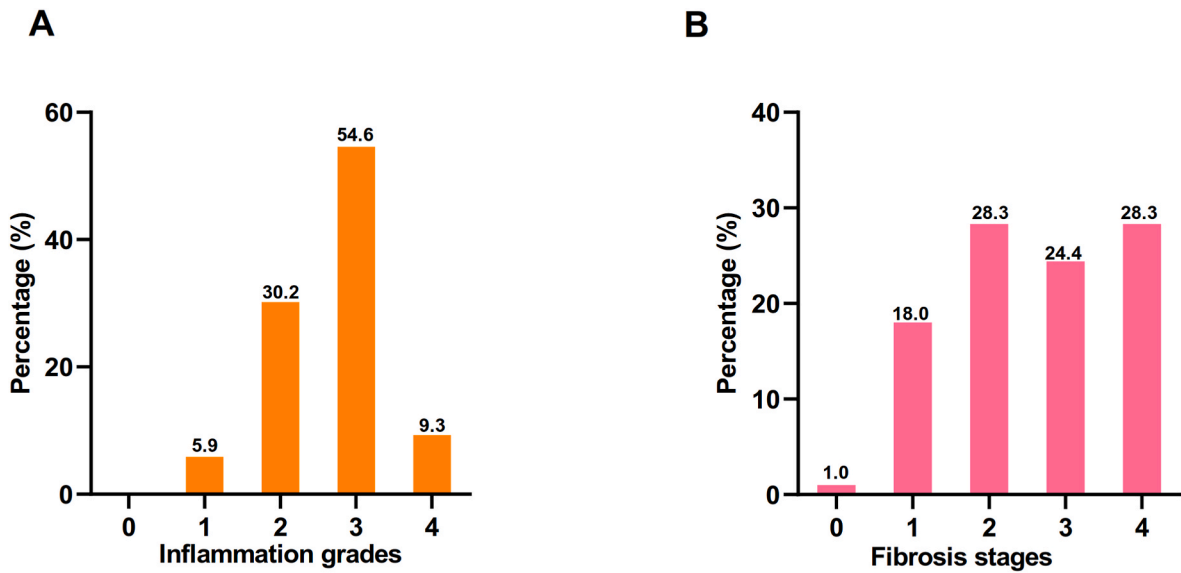 A
Percentage (%)
60
40
20
0
5.9
30.2
54.6
9.3
0 1 2 3 4
Inflammation grades
B
Percentage (%)
40
30
20
10
0
1.0
18.0
28.3
24.4
28.3
0 1 2 3 4
Fibrosis stages